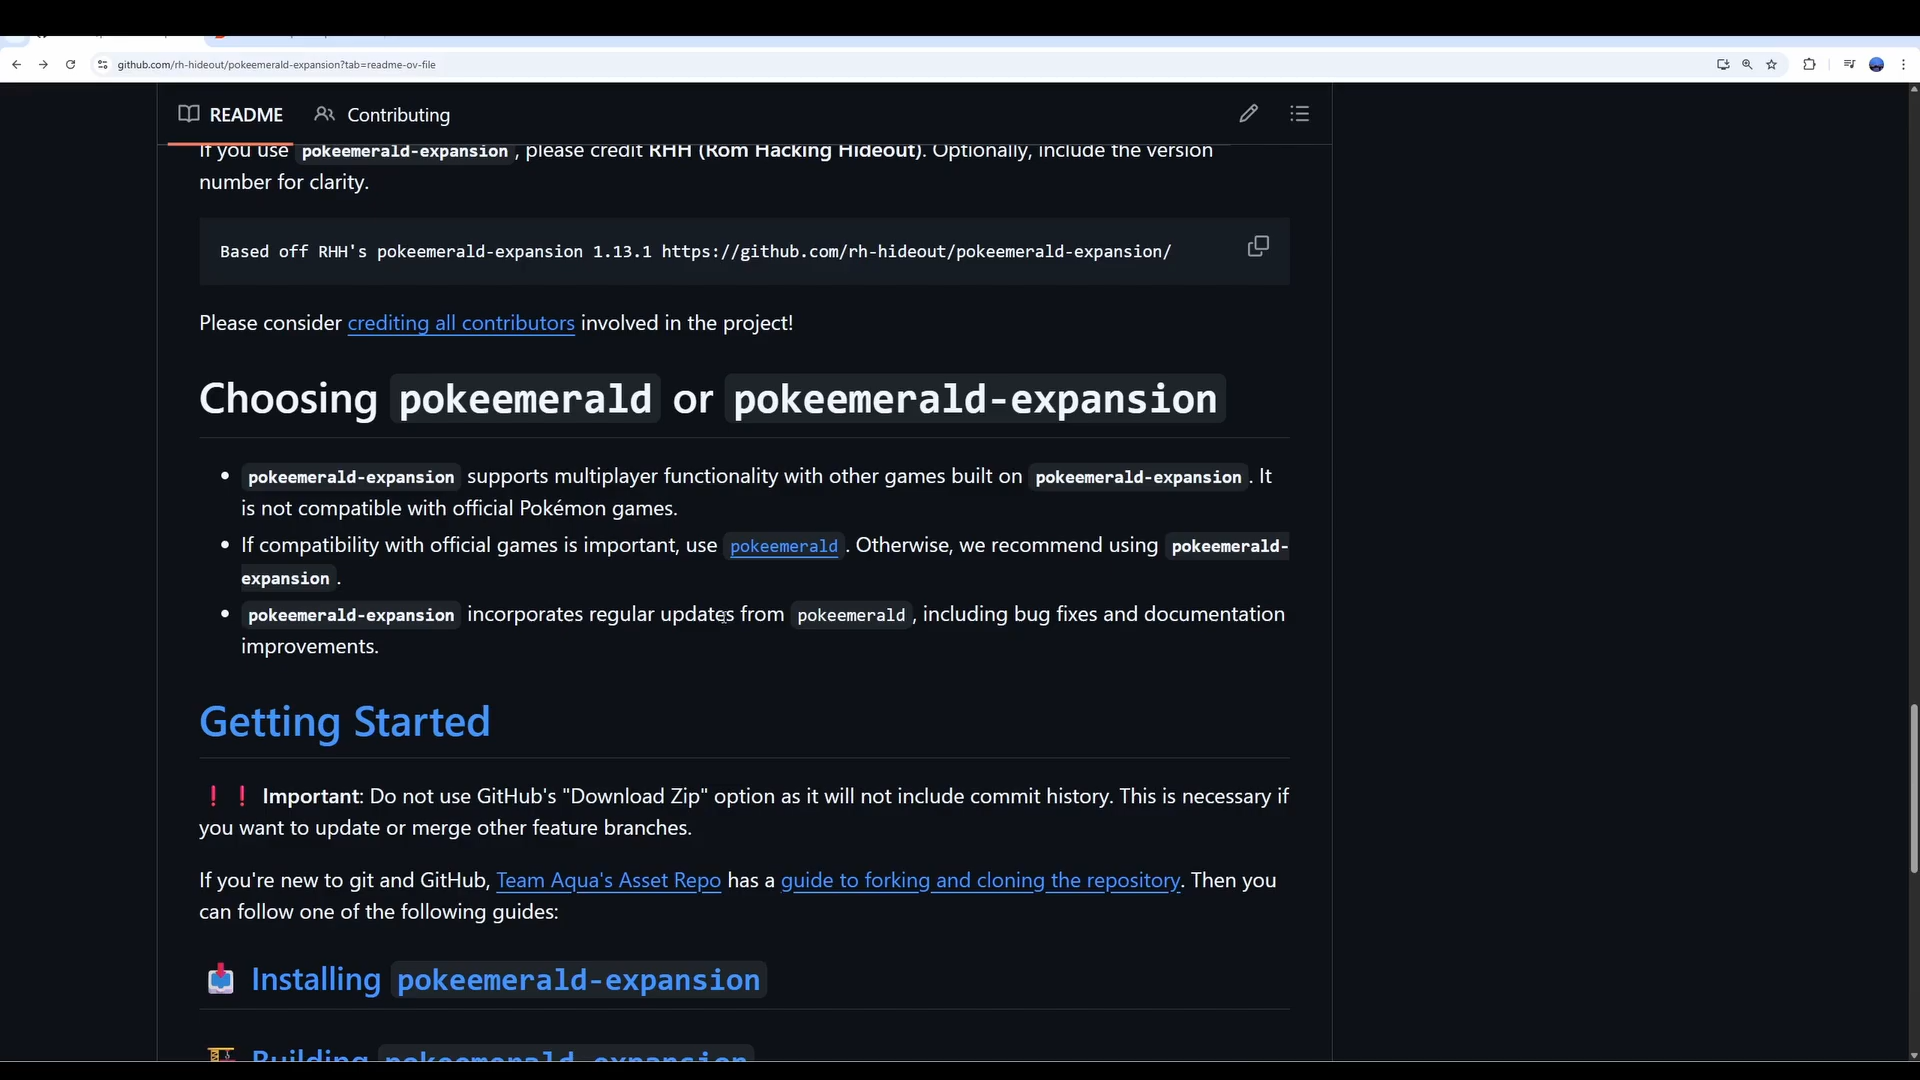 github.com/rh-hideout/pokeemerald-expansion?tab=readme-ov-file
README Contributing
If you use pokeemerald-expansion, please credit RHH (Rom Hacking Hideout). Optionally, include the version
number for clarity.
Based off RHH's pokeemerald-expansion 1.13.1 https://github.com/rh-hideout/pokeemerald-expansion/
Please consider crediting all contributors involved in the project!
Choosing pokeemerald or pokeemerald-expansion
• pokeemerald-expansion supports multiplayer functionality with other games built on pokeemerald-expansion. It
is not compatible with official Pokémon games.
• If compatibility with official games is important, use pokeemerald. Otherwise, we recommend using pokeemerald-
expansion.
• pokeemerald-expansion incorporates regular updates from pokeemerald, including bug fixes and documentation
improvements.
Getting Started
❗❗ Important: Do not use GitHub's "Download Zip" option as it will not include commit history. This is necessary if
you want to update or merge other feature branches.
If you're new to git and GitHub, Team Aqua's Asset Repo has a guide to forking and cloning the repository. Then you
can follow one of the following guides:
📥 Installing pokeemerald-expansion
🏗️ Building pokeemerald-expansion